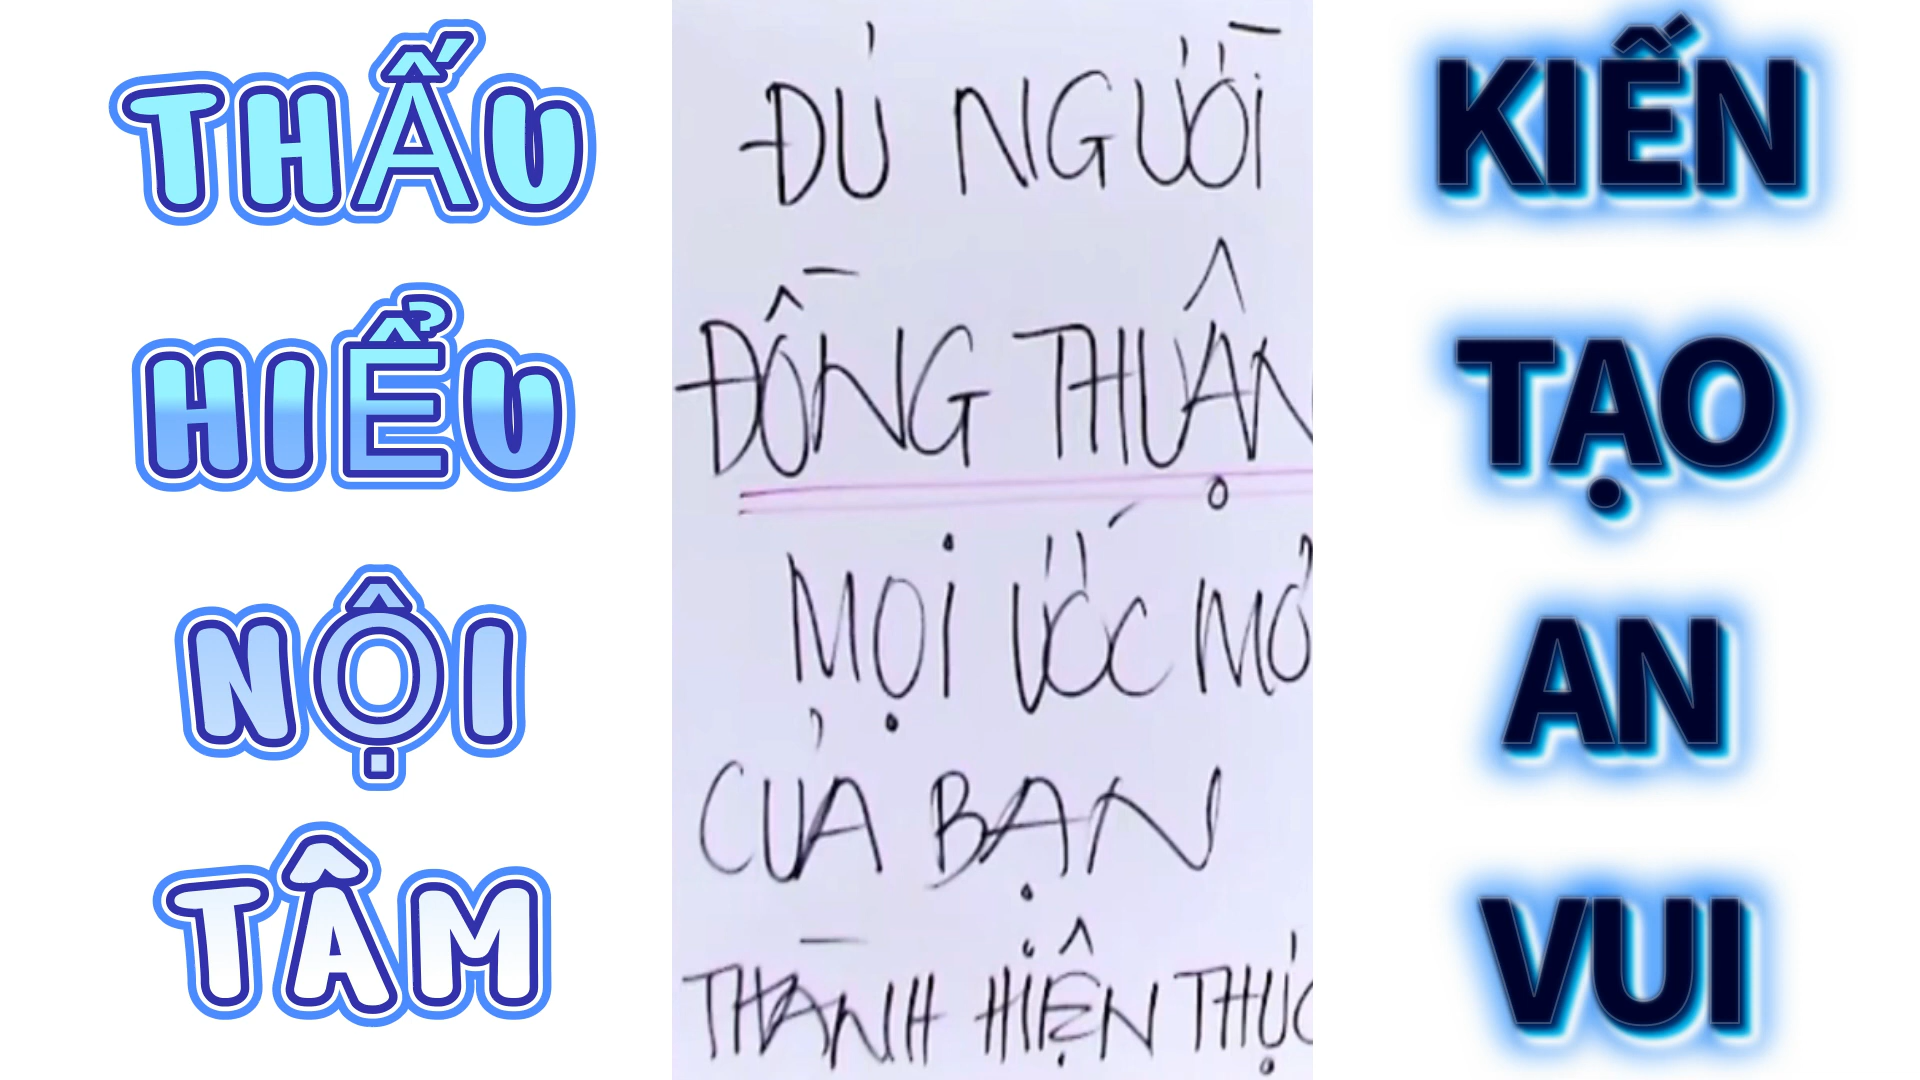 THẤU
HIỂU
NỘI
TÂM
ĐỦ NGƯỜI
ĐỒNG THUẬN
MỌI ƯỚC MƠ
CỦA BẠN
THÀNH HIỆN THỰC
KIẾN
TẠO
AN
VUI